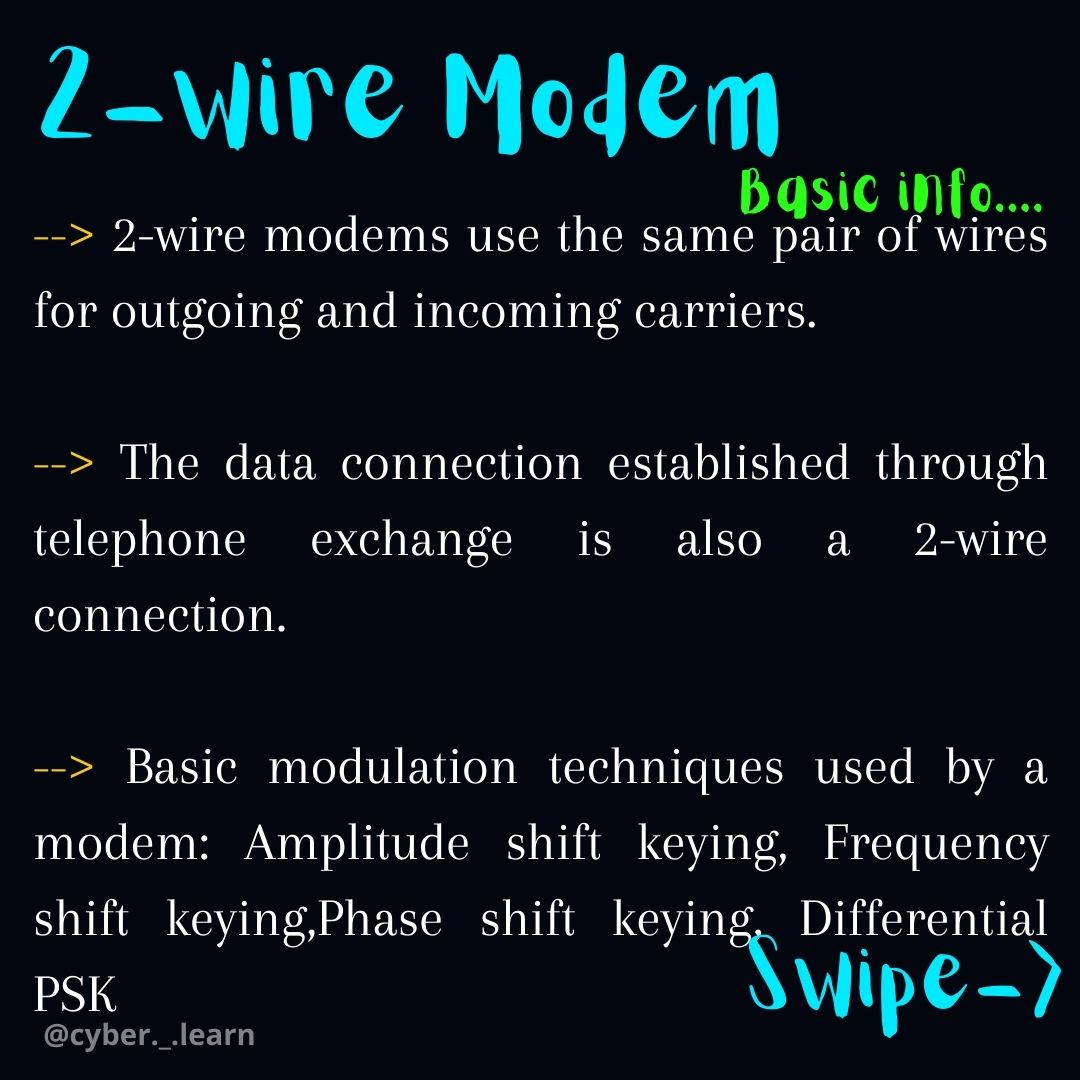 2-wire Modem
Basic info....
--> 2-wire modems use the same pair of wires
for outgoing and incoming carriers.
--> The data connection established through
telephone exchange is also a 2-wire
connection.
--> Basic modulation techniques used by a
modem: Amplitude shift keying, Frequency
shift keying,Phase shift keying, Differential
PSK
Swipe->
@cyber._.learn